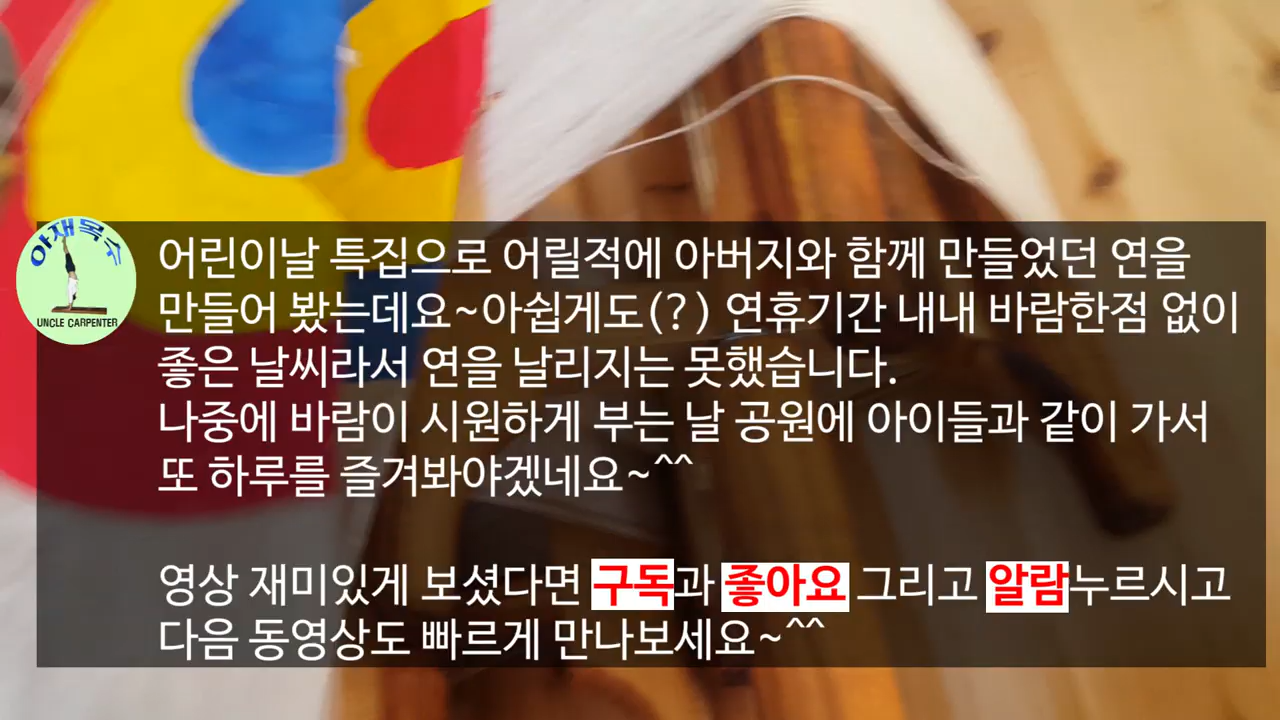 아재목수
UNCLE CARPENTER
어린이날 특집으로 어릴적에 아버지와 함께 만들었던 연을
만들어 봤는데요~아쉽게도(?) 연휴기간 내내 바람한점 없이
좋은 날씨라서 연을 날리지는 못했습니다.
나중에 바람이 시원하게 부는 날 공원에 아이들과 같이 가서
또 하루를 즐겨봐야겠네요~^^
영상 재미있게 보셨다면 구독과 좋아요 그리고 알람누르시고
다음 동영상도 빠르게 만나보세요~^^